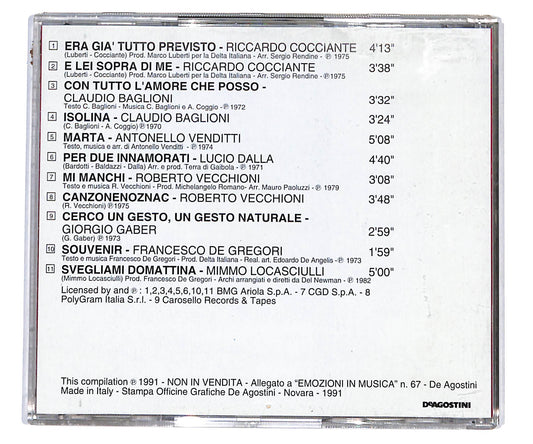 1 ERA GIA' TUTTO PREVISTO - RICCARDO COCCIANTE 4'13"
(Luberti - Cocciante) Prod. Marco Luberti per la Delta Italiana - Arr. Sergio Rendine - ℗ 1975
2 E LEI SOPRA DI ME - RICCARDO COCCIANTE 3'38"
(Luberti - Cocciante) Prod. Marco Luberti per la Delta Italiana - Arr. Sergio Rendine - ℗1975
3 CON TUTTO L'AMORE CHE POSSO -
CLAUDIO BAGLIONI 3'32"
Testo C. Baglioni - Musica C. Baglioni e A. Coggio - ℗1972
4 ISOLINA - CLAUDIO BAGLIONI 3'24"
(C. Baglioni - A. Coggio) ℗1970
5 MARTA - ANTONELLO VENDITTI 5'08"
Testo, musica e arr. di Antonello Venditti - ℗ 1974
6 PER DUE INNAMORATI - LUCIO DALLA 4'40"
(Bardotti - Baldazzi - Dalla) Arr. e prod. Terra di Gaibola - ℗ 1971
7 MI MANCHI - ROBERTO VECCHIONI 3'08"
Testo e musica R. Vecchioni - Prod. Michelangelo Romano- Arr. Mauro Paoluzzi - ℗ 1979
8 CANZONENOZNAC - ROBERTO VECCHIONI 3'48"
(R. Vecchioni) ℗1975
9 CERCO UN GESTO, UN GESTO NATURALE -
GIORGIO GABER 2'59"
(G. Gaber) ℗ 1973
10 SOUVENIR - FRANCESCO DE GREGORI 1'59"
Testo e musica Francesco De Gregori - Prod. Delta Italiana - Real. art. Edoardo De Angelis - ℗ 1973
11 SVEGLIAMI DOMATTINA - MIMMO LOCASCIULLI 5'00"
(Mimmo Locasciulli) Prod. Francesco De Gregori - Archi arrangiati e diretti da Del Newman - ℗ 1982
Licensed by and ℗ : 1,2,3,4,5,6,10,11 BMG Ariola S.p.A. - 7 CGD S.p.A. - 8
PolyGram Italia S.r.l. - 9 Carosello Records & Tapes
This compilation ℗ 1991 - NON IN VENDITA - Allegato a "EMOZIONI IN MUSICA" n. 67 - De Agostini
Made in Italy - Stampa Officine Grafiche De Agostini - Novara - 1991
DEAGOSTINI